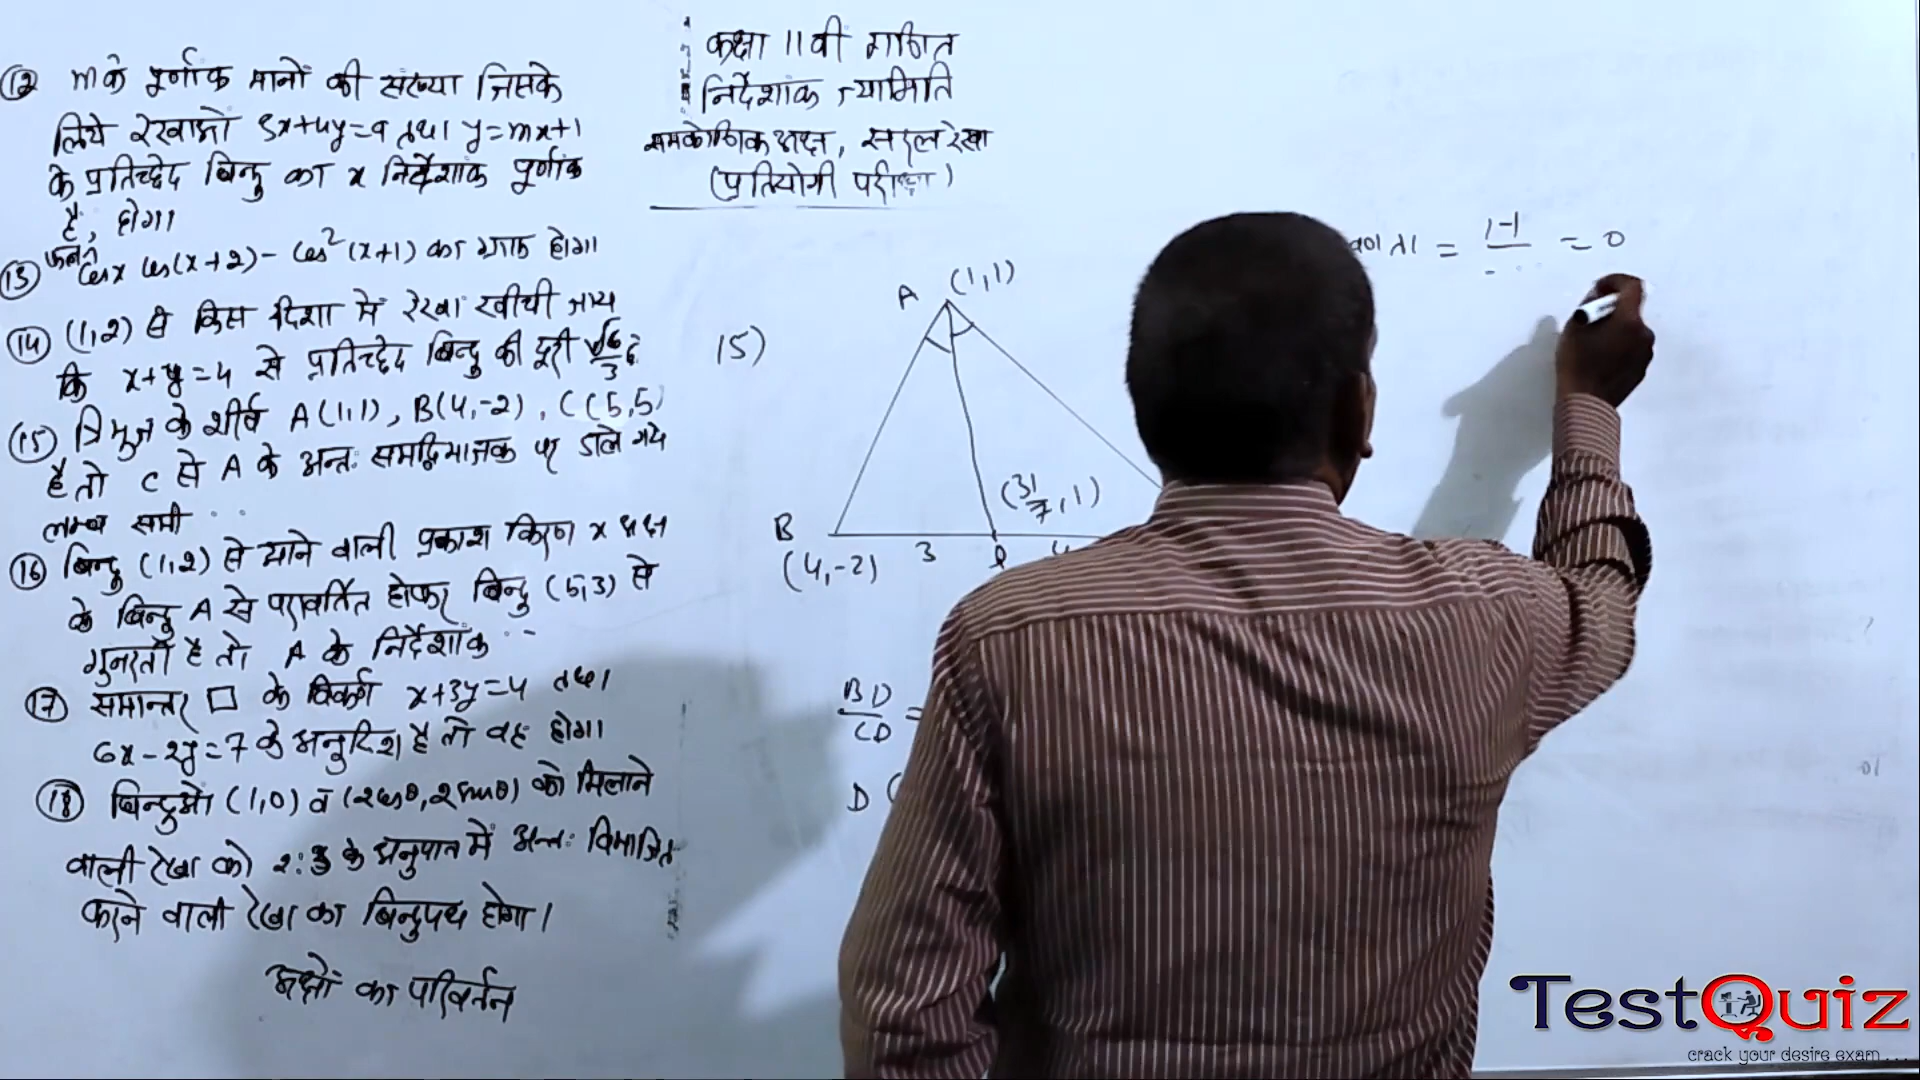 कक्षा 11वी गणित
निर्देशांक ज्यामिति
समकोणिक अक्ष, सरल रेखा
(प्रतियोगी परीक्षा)
(12) m के पूर्णांक मानों की संख्या जिसके
लिये रेखाओं 3x+4y=9 तथा y=mx+1
के प्रतिच्छेद बिन्दु का x निर्देशांक पूर्णांक
है, होगा
(13) फलन cosx cos(x+2)-cos²(x+1) का ग्राफ होगा
(14) (1,2) से किस दिशा में रेखा खींची जाय
कि x+y=4 से प्रतिच्छेद बिन्दु की दूरी √6/3 है
(15) त्रिभुज के शीर्ष A(1,1), B(4,-2), C(5,5)
है तो C से A के अन्तः समद्विभाजक पर डाले गये
लम्ब समी ..
(16) बिन्दु (1,2) से आने वाली प्रकाश किरण x अक्ष
के बिन्दु A से परावर्तित होकर बिन्दु (5,3) से
गुजरती है तो A के निर्देशांक ..
(17) समान्तर □ के विकर्ण x+3y=4 तथा
6x-2y=7 के अनुदिश है तो वह होगा
(18) बिन्दुओ (1,0) व (2cosθ,2sinθ) को मिलाने
वाली रेखा को 2:3 के अनुपात में अन्तः विभाजित
करने वाली रेखा का बिन्दुपथ होगा।
अक्षों का परिवर्तन
15)
A (1,1)
(31/7,1)
B
(4,-2) 3 D 4
BD/CD =
D (
= 1-1/ = 0
TestQuiz
crack your desire exam ...